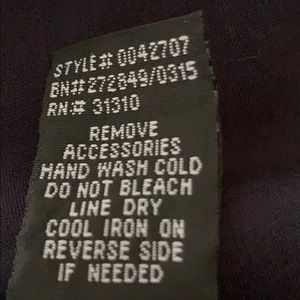 STYLE# 0042707
BN# 272849/0315
RN# 31310
REMOVE
ACCESSORIES
HAND WASH COLD
DO NOT BLEACH
LINE DRY
COOL IRON ON
REVERSE SIDE
IF NEEDED